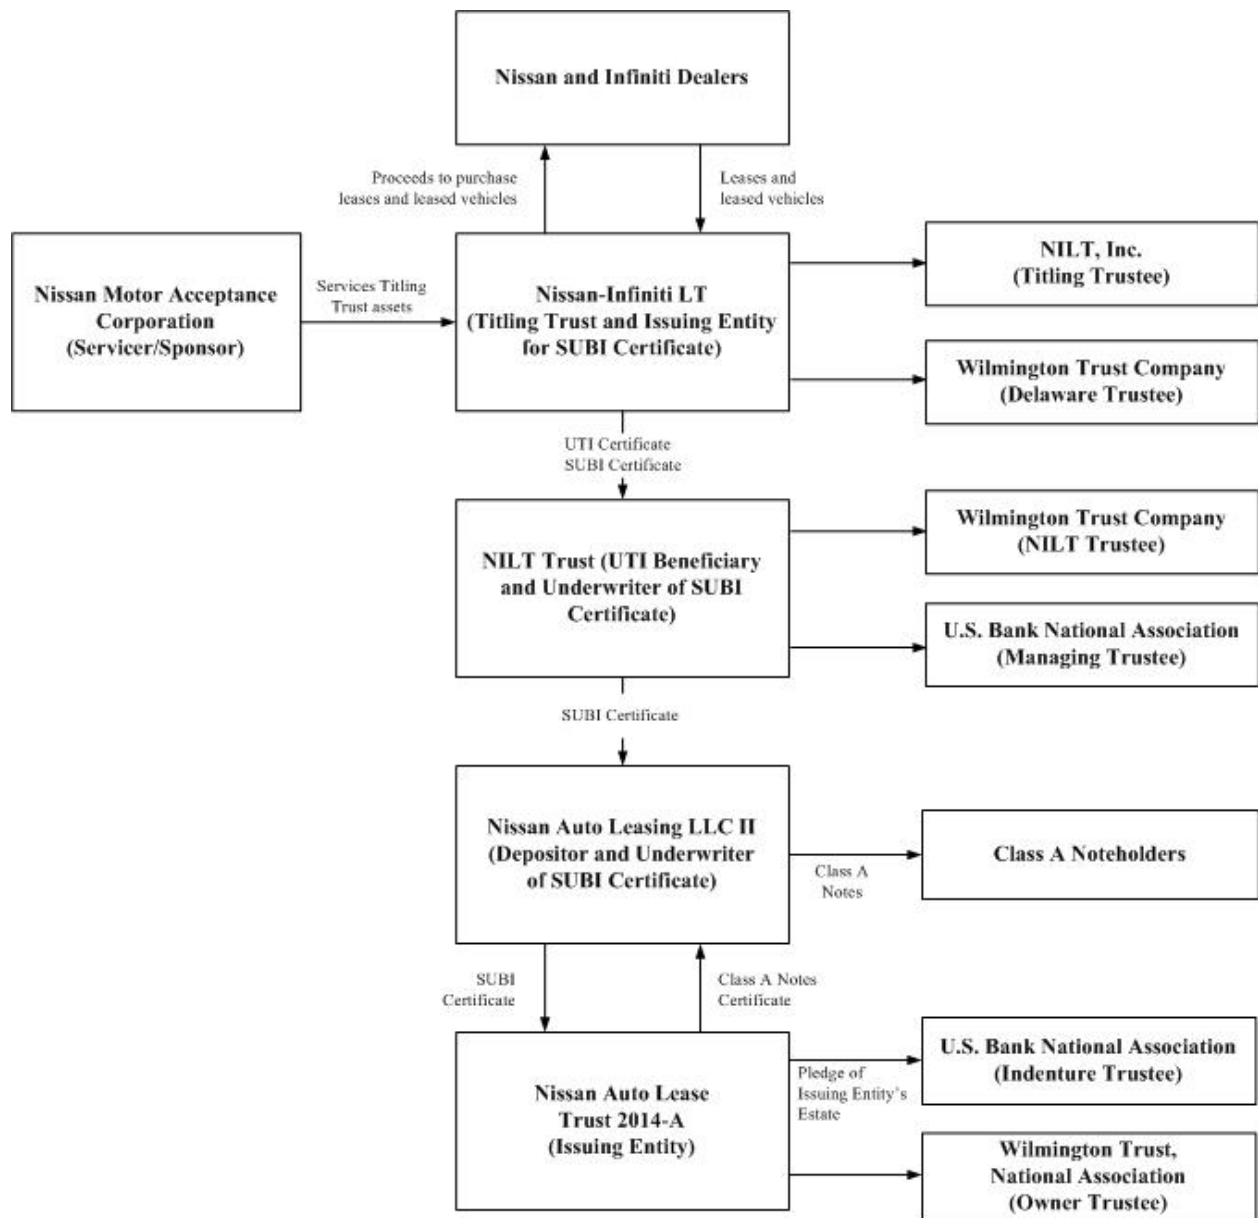 Nissan and Infiniti Dealers
Proceeds to purchase
leases and leased vehicles
Leases and
leased vehicles
Nissan Motor Acceptance
Corporation
(Servicer/Sponsor)
Services Titling
Trust assets
Nissan-Infiniti LT
(Titling Trust and Issuing Entity
for SUBI Certificate)
NILT, Inc.
(Titling Trustee)
Wilmington Trust Company
(Delaware Trustee)
UTI Certificate
SUBI Certificate
NILT Trust (UTI Beneficiary
and Underwriter of SUBI
Certificate)
Wilmington Trust Company
(NILT Trustee)
U.S. Bank National Association
(Managing Trustee)
SUBI Certificate
Nissan Auto Leasing LLC II
(Depositor and Underwriter
of SUBI Certificate)
Class A
Notes
Class A Noteholders
SUBI
Certificate
Class A Notes
Certificate
Nissan Auto Lease
Trust 2014-A
(Issuing Entity)
Pledge of
Issuing Entity's
Estate
U.S. Bank National Association
(Indenture Trustee)
Wilmington Trust,
National Association
(Owner Trustee)